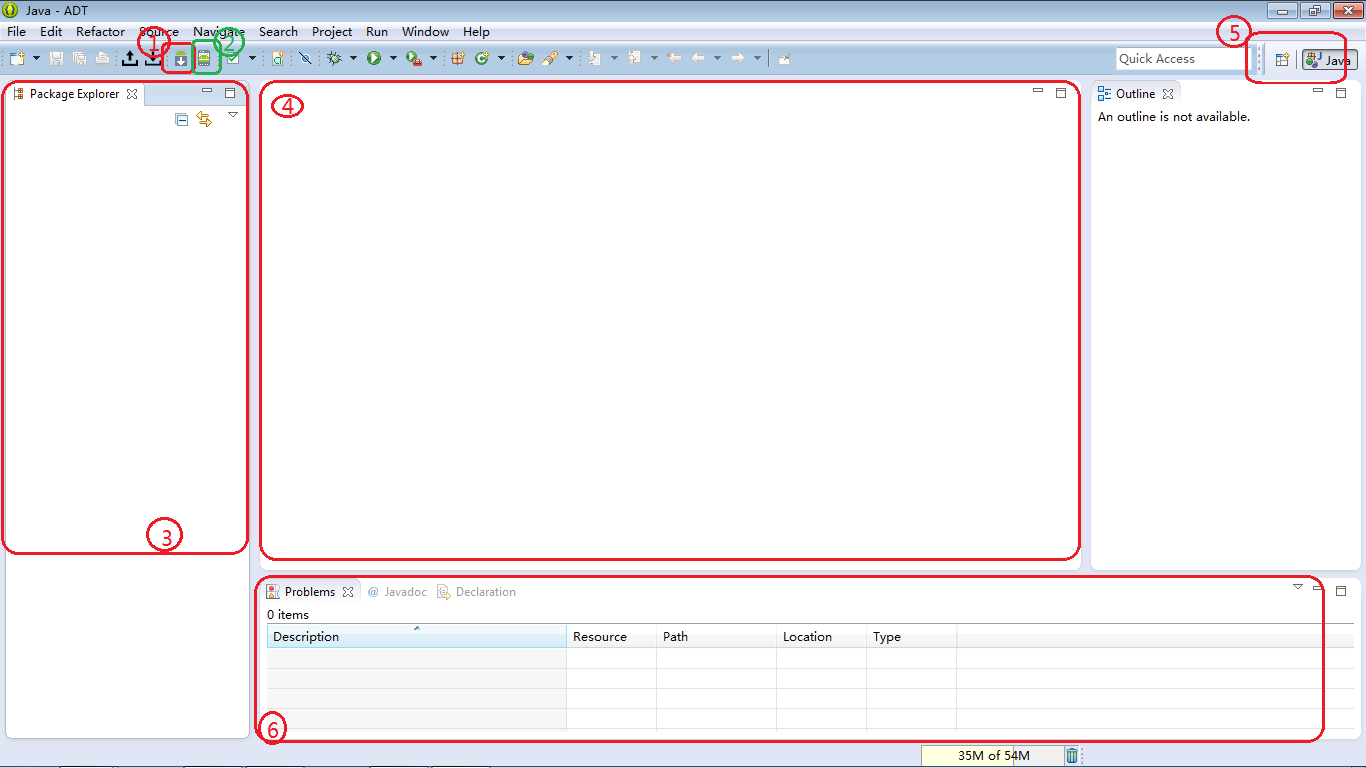 Java - ADT
File Edit Refactor Source Navigate Search Project Run Window Help
1 2 5
Quick Access Java
Package Explorer
4
Outline
An outline is not available.
3
Problems @ Javadoc Declaration
0 items
Description Resource Path Location Type
6
35M of 54M